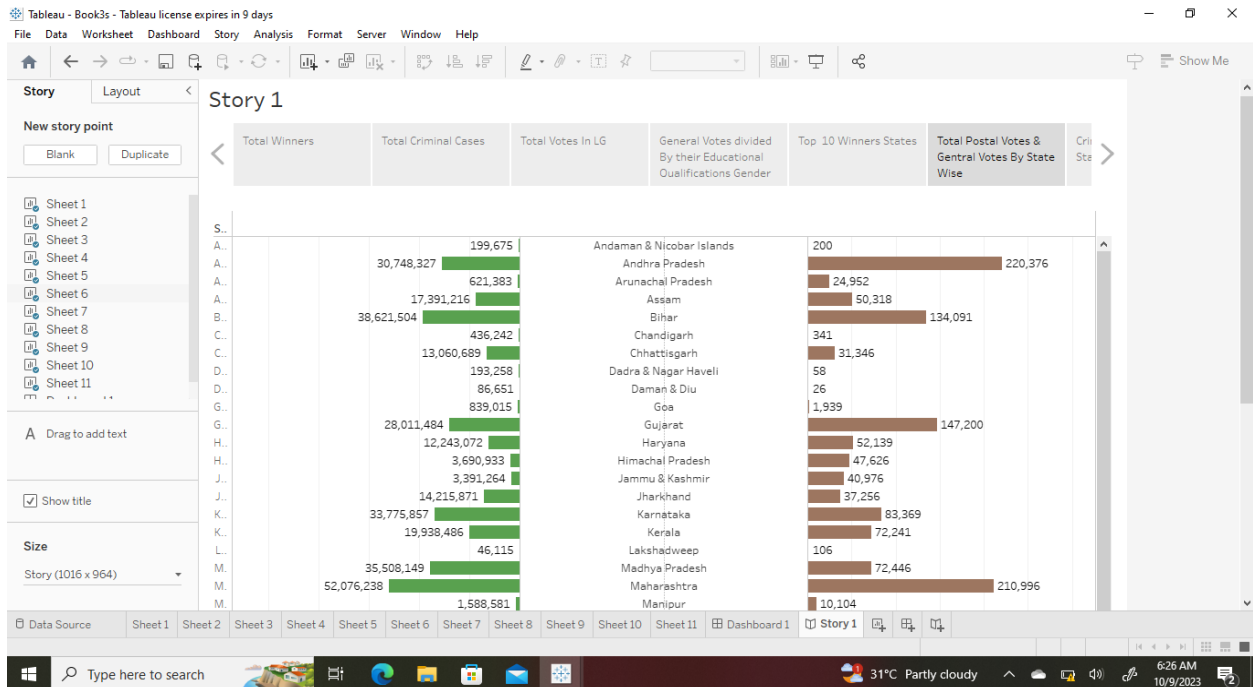 Tableau - Book3s - Tableau license expires in 9 days
File Data Worksheet Dashboard Story Analysis Format Server Window Help
Show Me
Story Layout
New story point
Blank Duplicate
Sheet 1
Sheet 2
Sheet 3
Sheet 4
Sheet 5
Sheet 6
Sheet 7
Sheet 8
Sheet 9
Sheet 10
Sheet 11
A Drag to add text
Show title
Size
Story (1016 x 964)
Story 1
Total Winners
Total Criminal Cases
Total Votes In LG
General Votes divided
By their Educational
Qualifications Gender
Top 10 Winners States
Total Postal Votes &
Gentral Votes By State
Wise
Cri
Sta
S..
A.. 199,675 Andaman & Nicobar Islands 200
A.. 30,748,327 Andhra Pradesh 220,376
A.. 621,383 Arunachal Pradesh 24,952
A.. 17,391,216 Assam 50,318
B.. 38,621,504 Bihar 134,091
C.. 436,242 Chandigarh 341
C.. 13,060,689 Chhattisgarh 31,346
D.. 193,258 Dadra & Nagar Haveli 58
D.. 86,651 Daman & Diu 26
G.. 839,015 Goa 1,939
G.. 28,011,484 Gujarat 147,200
H.. 12,243,072 Haryana 52,139
H.. 3,690,933 Himachal Pradesh 47,626
J.. 3,391,264 Jammu & Kashmir 40,976
J.. 14,215,871 Jharkhand 37,256
K.. 33,775,857 Karnataka 83,369
K.. 19,938,486 Kerala 72,241
L.. 46,115 Lakshadweep 106
M. 35,508,149 Madhya Pradesh 72,446
M. 52,076,238 Maharashtra 210,996
M. 1,588,581 Manipur 10,104
Data Source Sheet 1 Sheet 2 Sheet 3 Sheet 4 Sheet 5 Sheet 6 Sheet 7 Sheet 8 Sheet 9 Sheet 10 Sheet 11 Dashboard 1 Story 1
Type here to search 31°C Partly cloudy 6:26 AM
10/9/2023